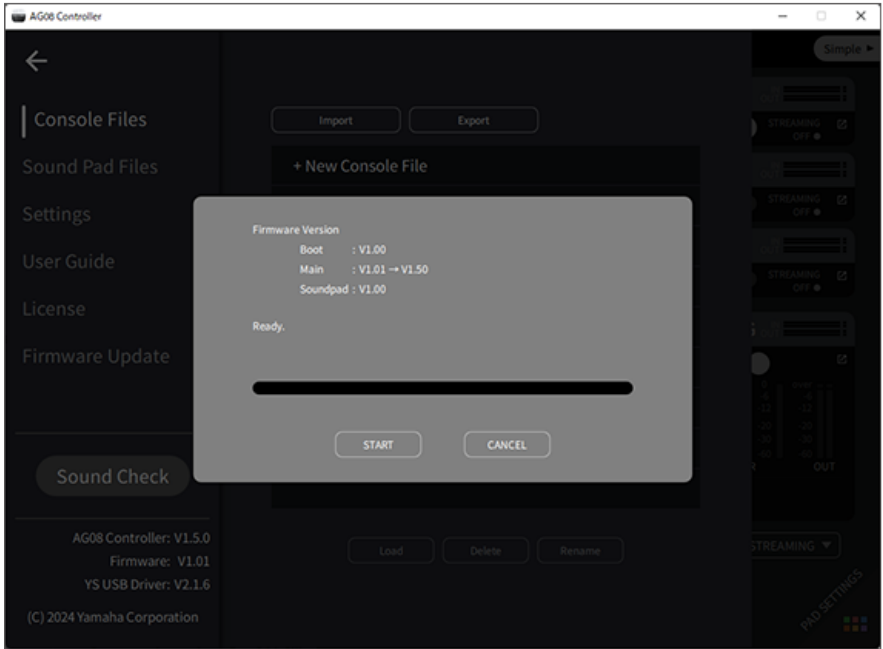 AG08 Controller
Simple ►
Console Files
Import Export
Sound Pad Files
+ New Console File
Settings
User Guide
License
Firmware Update
Firmware Version
Boot : V1.00
Main : V1.01 → V1.50
Soundpad : V1.00
Ready.
START CANCEL
Sound Check
AG08 Controller: V1.5.0
Firmware: V1.01
YS USB Driver: V2.1.6
(C) 2024 Yamaha Corporation
Load Delete Rename
STREAMING
OFF
STREAMING
OFF
STREAMING
OFF
OUT
STREAMING ▼
PAD SETTINGS